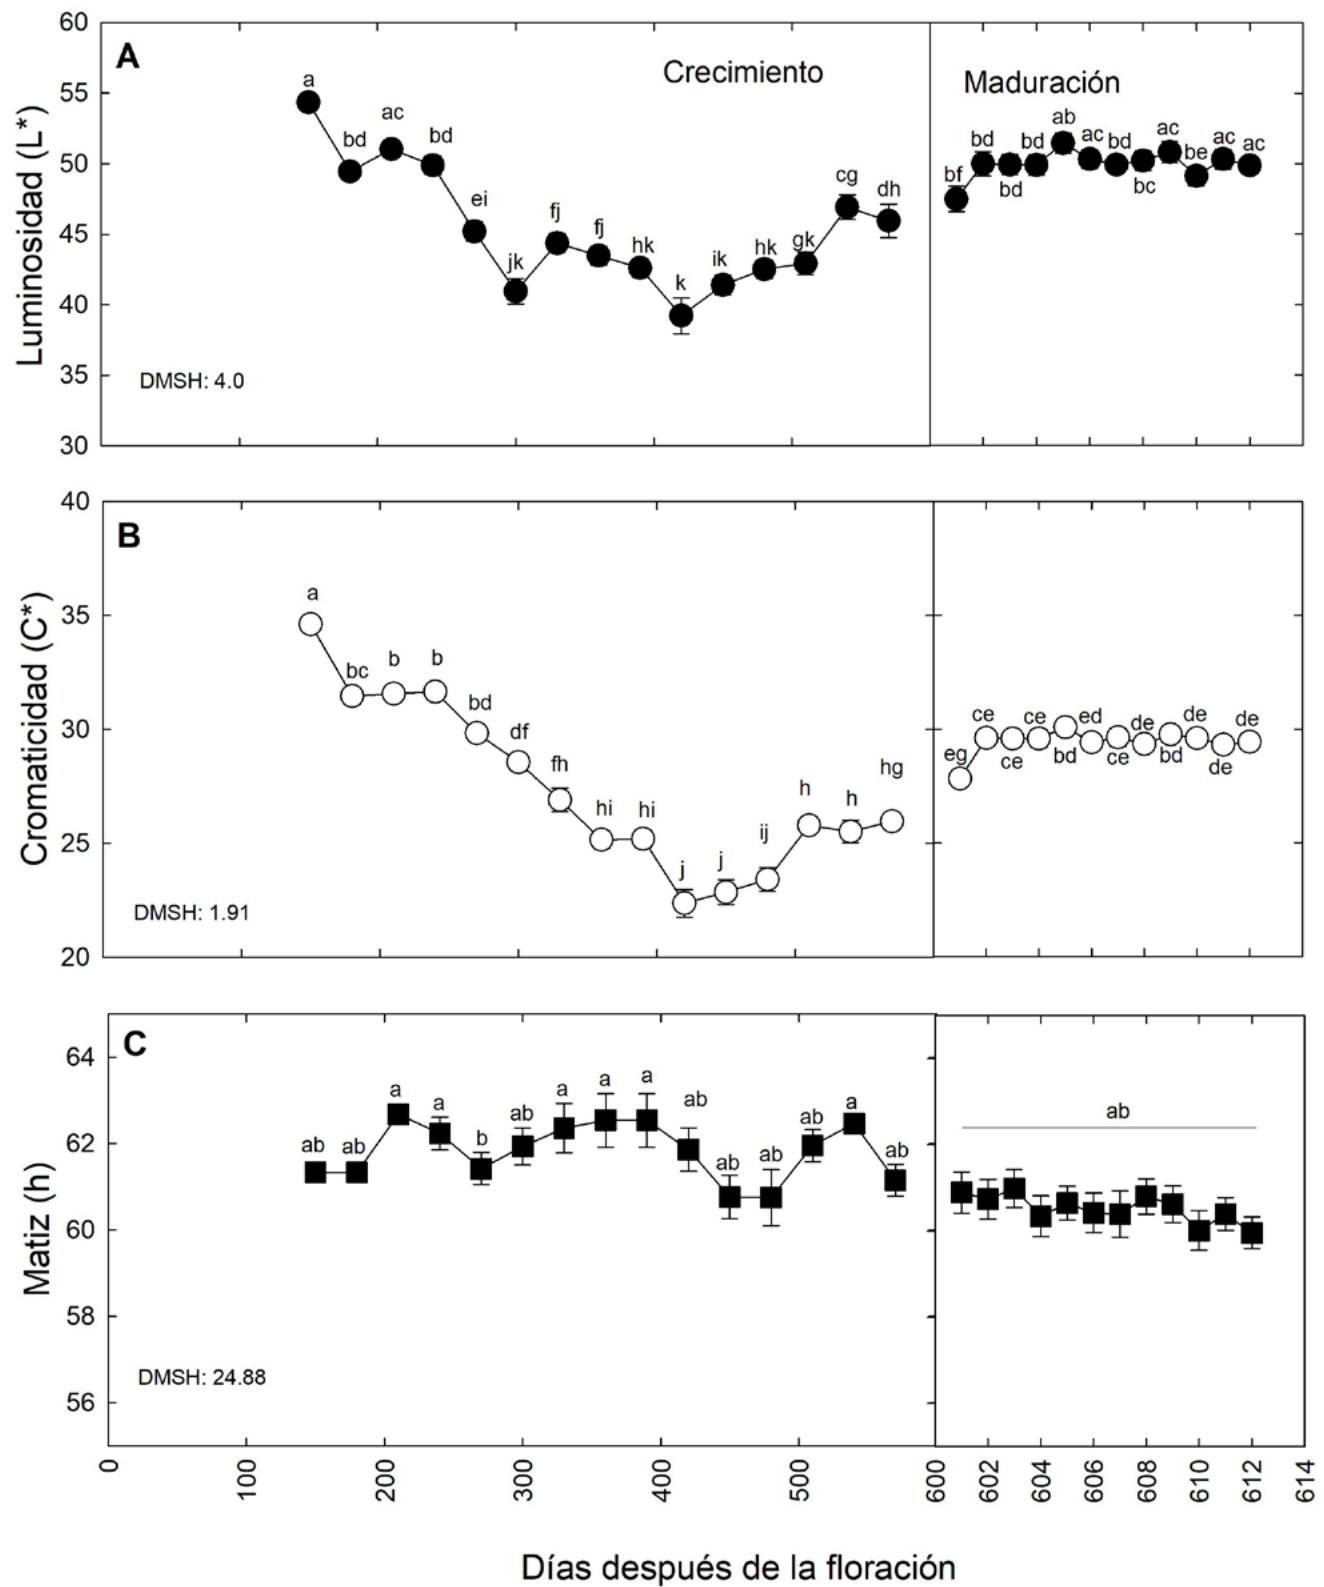 A
Crecimiento
Maduración
Luminosidad (L*)
60
55
50
45
40
35
30
a
bd
ac
bd
ei
jk
fj
fj
hk
k
ik
hk
gk
cg
dh
bf
bd
bd
bd
ab
ac
bd
bc
ac
be
ac
ac
DMSH: 4.0
B
Cromaticidad (C*)
40
35
30
25
20
a
bc
b
b
bd
df
fh
hi
hi
j
j
ij
h
h
hg
eg
ce
ce
ce
bd
ed
ce
de
bd
de
de
de
DMSH: 1.91
C
Matiz (h)
64
62
60
58
56
ab
ab
a
a
b
ab
a
a
a
ab
ab
ab
ab
a
ab
ab
DMSH: 24.88
0
100
200
300
400
500
600
602
604
606
608
610
612
614
Días después de la floración